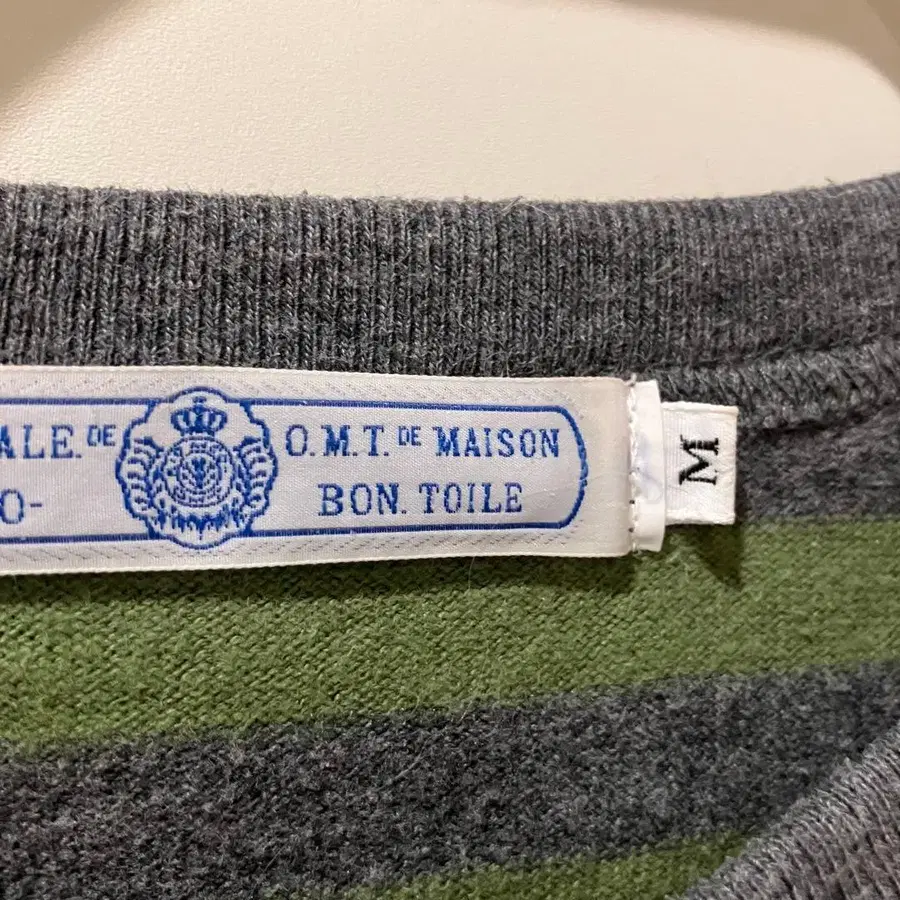 ALE. DE O.M.T. DE MAISON
O- BON. TOILE
M